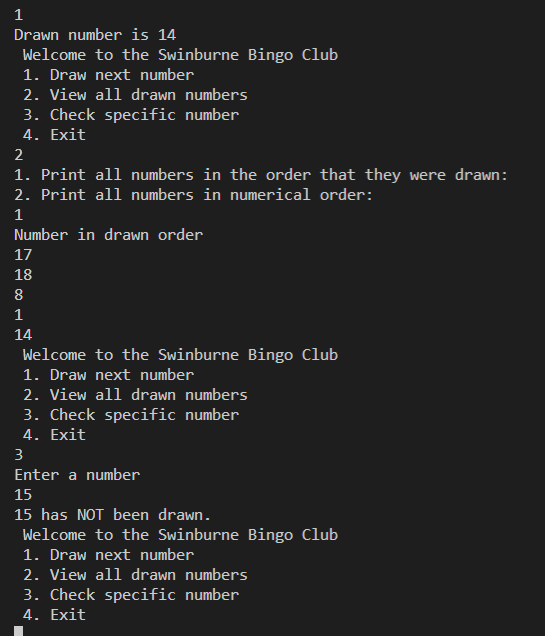 1
Drawn number is 14
 Welcome to the Swinburne Bingo Club
 1. Draw next number
 2. View all drawn numbers
 3. Check specific number
 4. Exit
2
1. Print all numbers in the order that they were drawn:
2. Print all numbers in numerical order:
1
Number in drawn order
17
18
8
1
14
 Welcome to the Swinburne Bingo Club
 1. Draw next number
 2. View all drawn numbers
 3. Check specific number
 4. Exit
3
Enter a number
15
15 has NOT been drawn.
 Welcome to the Swinburne Bingo Club
 1. Draw next number
 2. View all drawn numbers
 3. Check specific number
 4. Exit